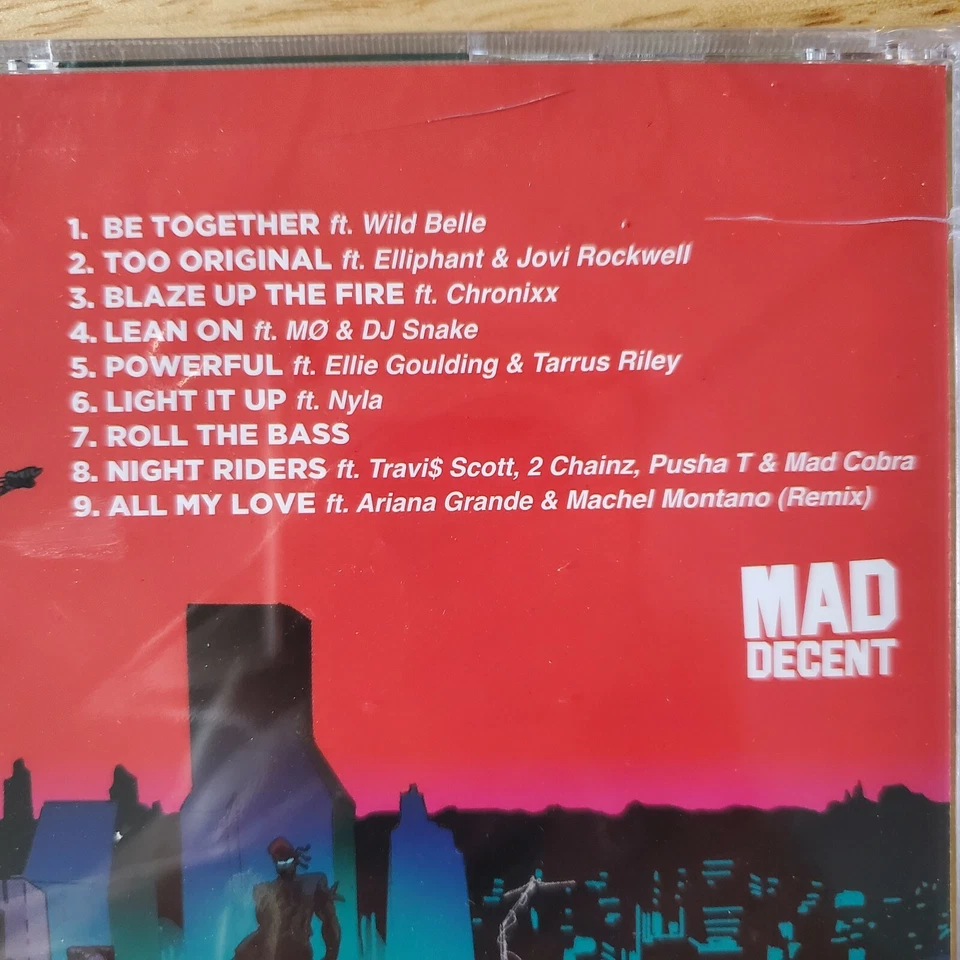 1. BE TOGETHER ft. Wild Belle
2. TOO ORIGINAL ft. Elliphant & Jovi Rockwell
3. BLAZE UP THE FIRE ft. Chronixx
4. LEAN ON ft. MØ & DJ Snake
5. POWERFUL ft. Ellie Goulding & Tarrus Riley
6. LIGHT IT UP ft. Nyla
7. ROLL THE BASS
8. NIGHT RIDERS ft. Travi$ Scott, 2 Chainz, Pusha T & Mad Cobra
9. ALL MY LOVE ft. Ariana Grande & Machel Montano (Remix)
MAD
DECENT